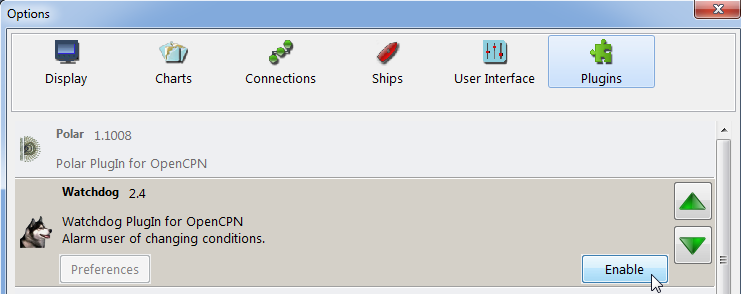 Options
Display Charts Connections Ships User Interface Plugins
Polar 1.1008
Polar PlugIn for OpenCPN
Watchdog 2.4
Watchdog PlugIn for OpenCPN
Alarm user of changing conditions.
Preferences Enable